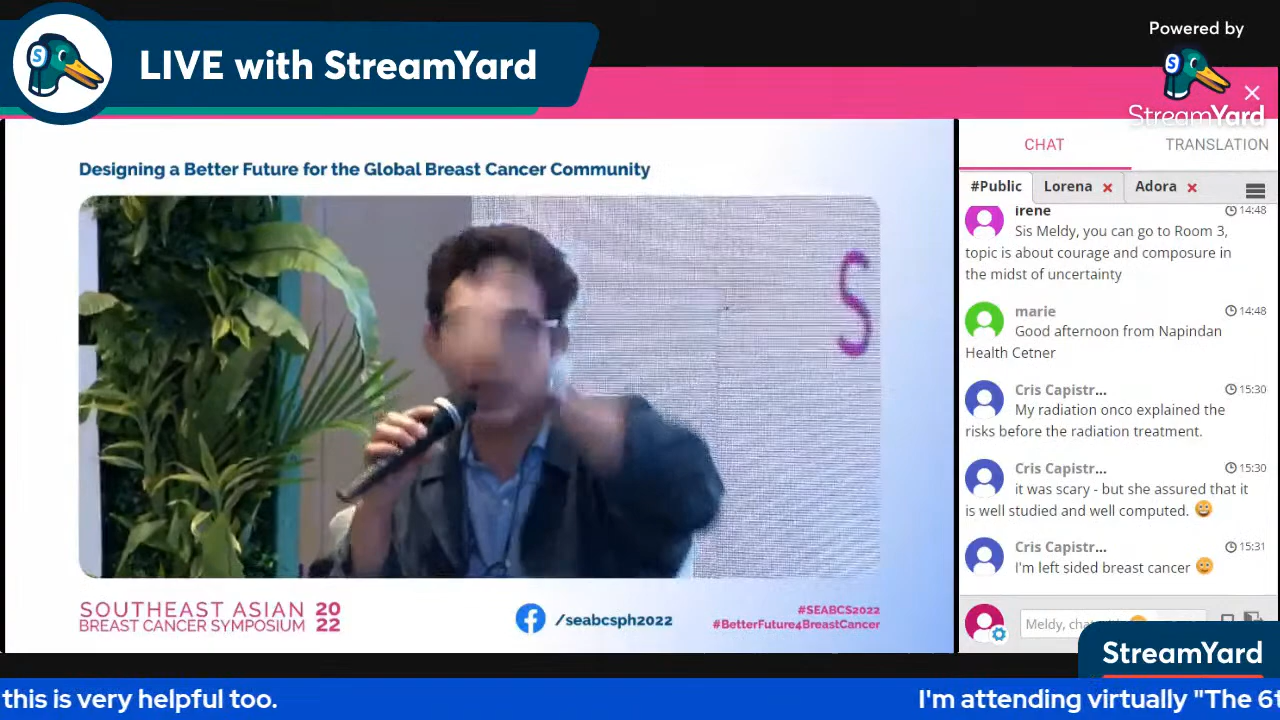 LIVE with StreamYard
Powered by
StreamYard
CHAT
TRANSLATION
#Public
Lorena
Adora
Designing a Better Future for the Global Breast Cancer Community
S
irene
14:48
Sis Meldy, you can go to Room 3,
topic is about courage and composure in
the midst of uncertainty
marie
14:48
Good afternoon from Napindan
Health Cetner
Cris Capistr...
15:30
My radiation onco explained the
risks before the radiation treatment.
Cris Capistr...
15:30
it was scary - but she assured that it
is well studied and well computed.
Cris Capistr...
15:31
I'm left sided breast cancer
SOUTHEAST ASIAN 20
BREAST CANCER SYMPOSIUM 22
/seabcsph2022
#SEABCS2022
#BetterFuture4BreastCancer
Meldy,
StreamYard
this is very helpful too.
I'm attending virtually "The 6t